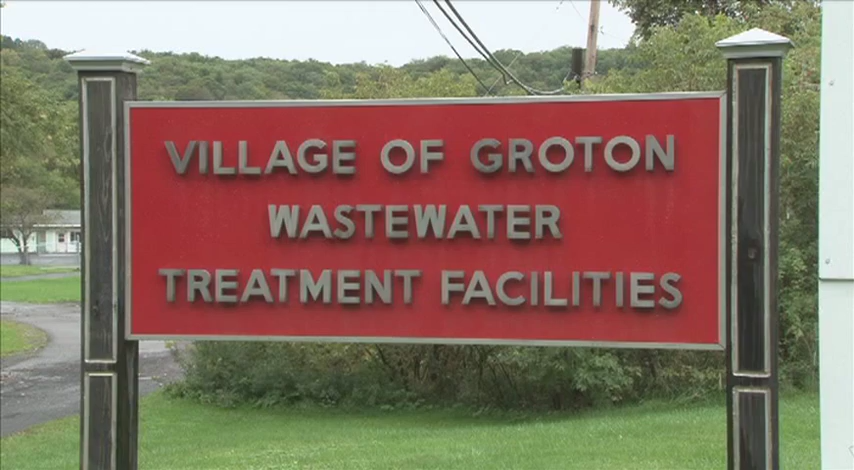 VILLAGE OF GROTON
WASTEWATER
TREATMENT FACILITIES